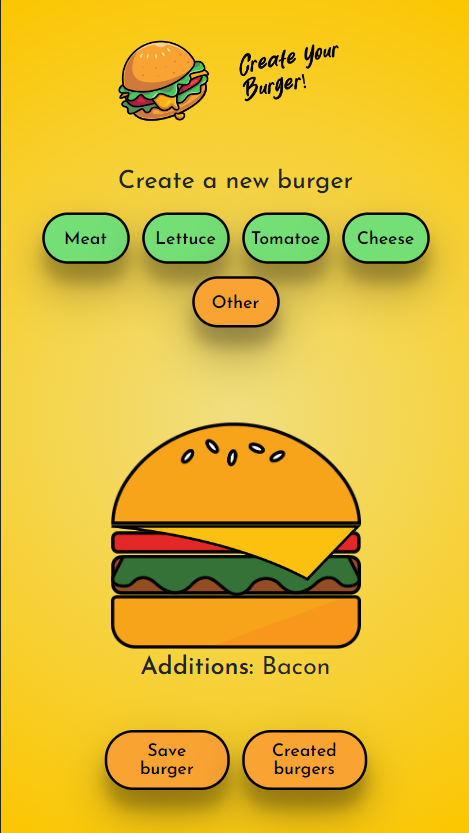 Create Your
Burger!
Create a new burger
Meat
Lettuce
Tomatoe
Cheese
Other
Additions: Bacon
Save
burger
Created
burgers